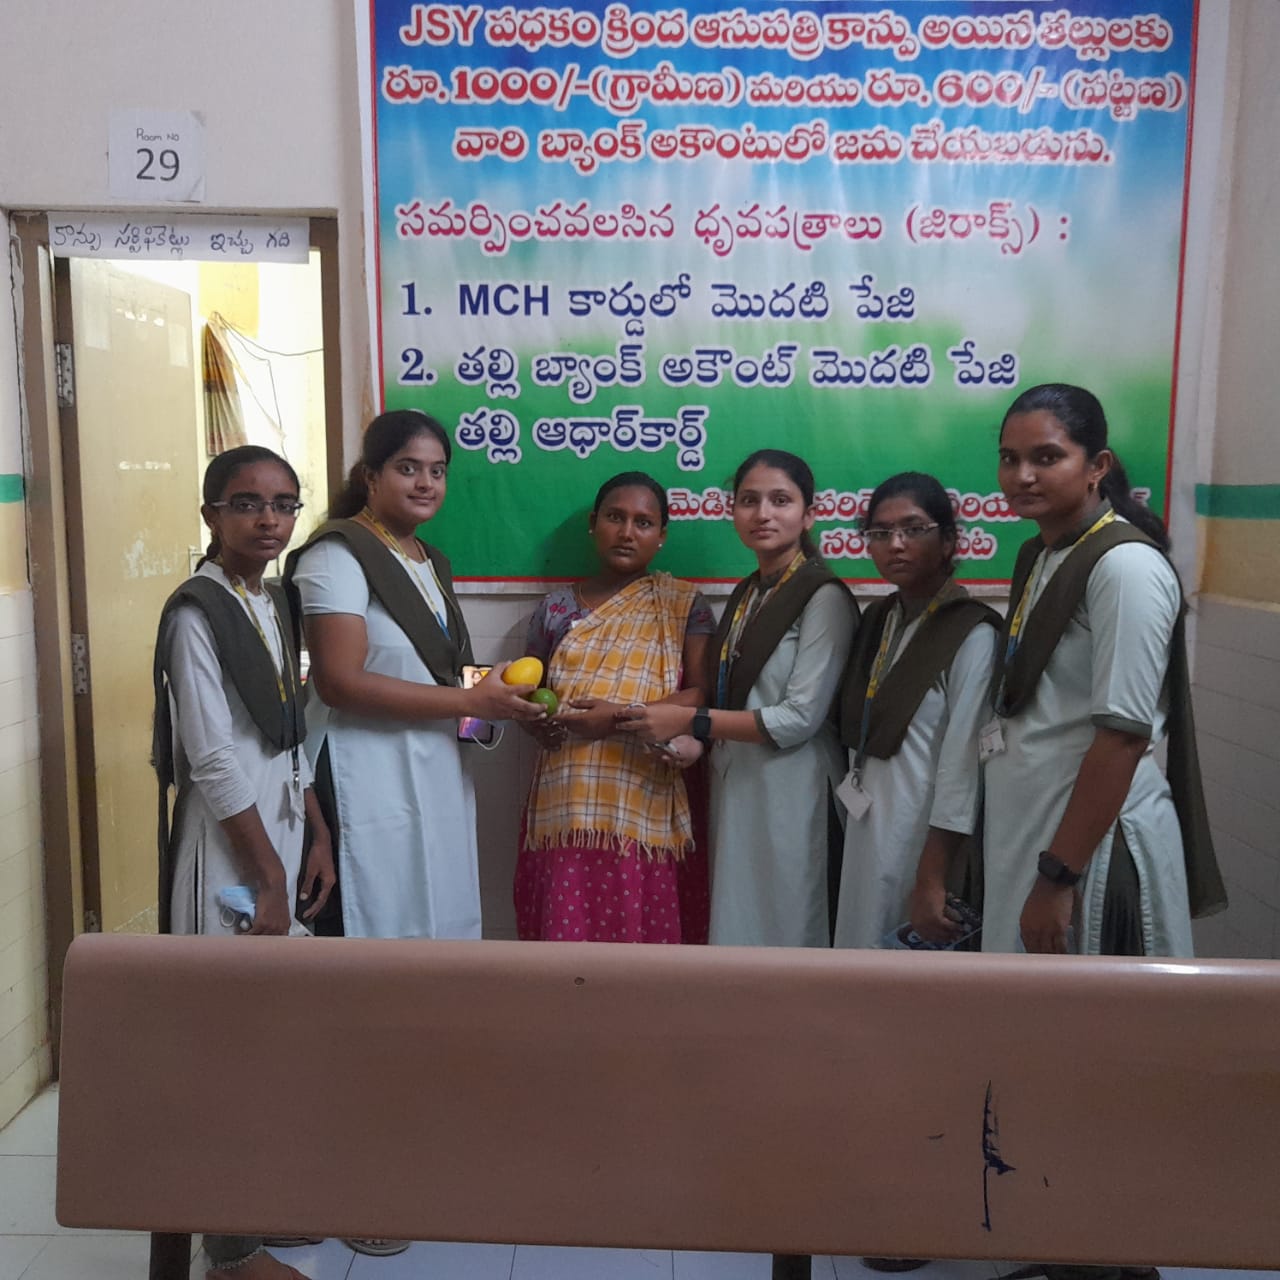 JSY పధకం క్రింద ఆసుపత్రి కాన్పు అయిన తల్లులకు
రూ.1000/-(గ్రామీణ) మరియు రూ.600/-(పట్టణ)
వారి బ్యాంక్ అకౌంటులో జమ చేయబడును.
సమర్పించవలసిన ధృవపత్రాలు (జిరాక్స్) :
1. MCH కార్డులో మొదటి పేజి
2. తల్లి బ్యాంక్ అకౌంట్ మొదటి పేజి
తల్లి ఆధార్‌కార్డ్
Room No
29
కాన్పు సర్టిఫికెట్లు ఇచ్చు గది